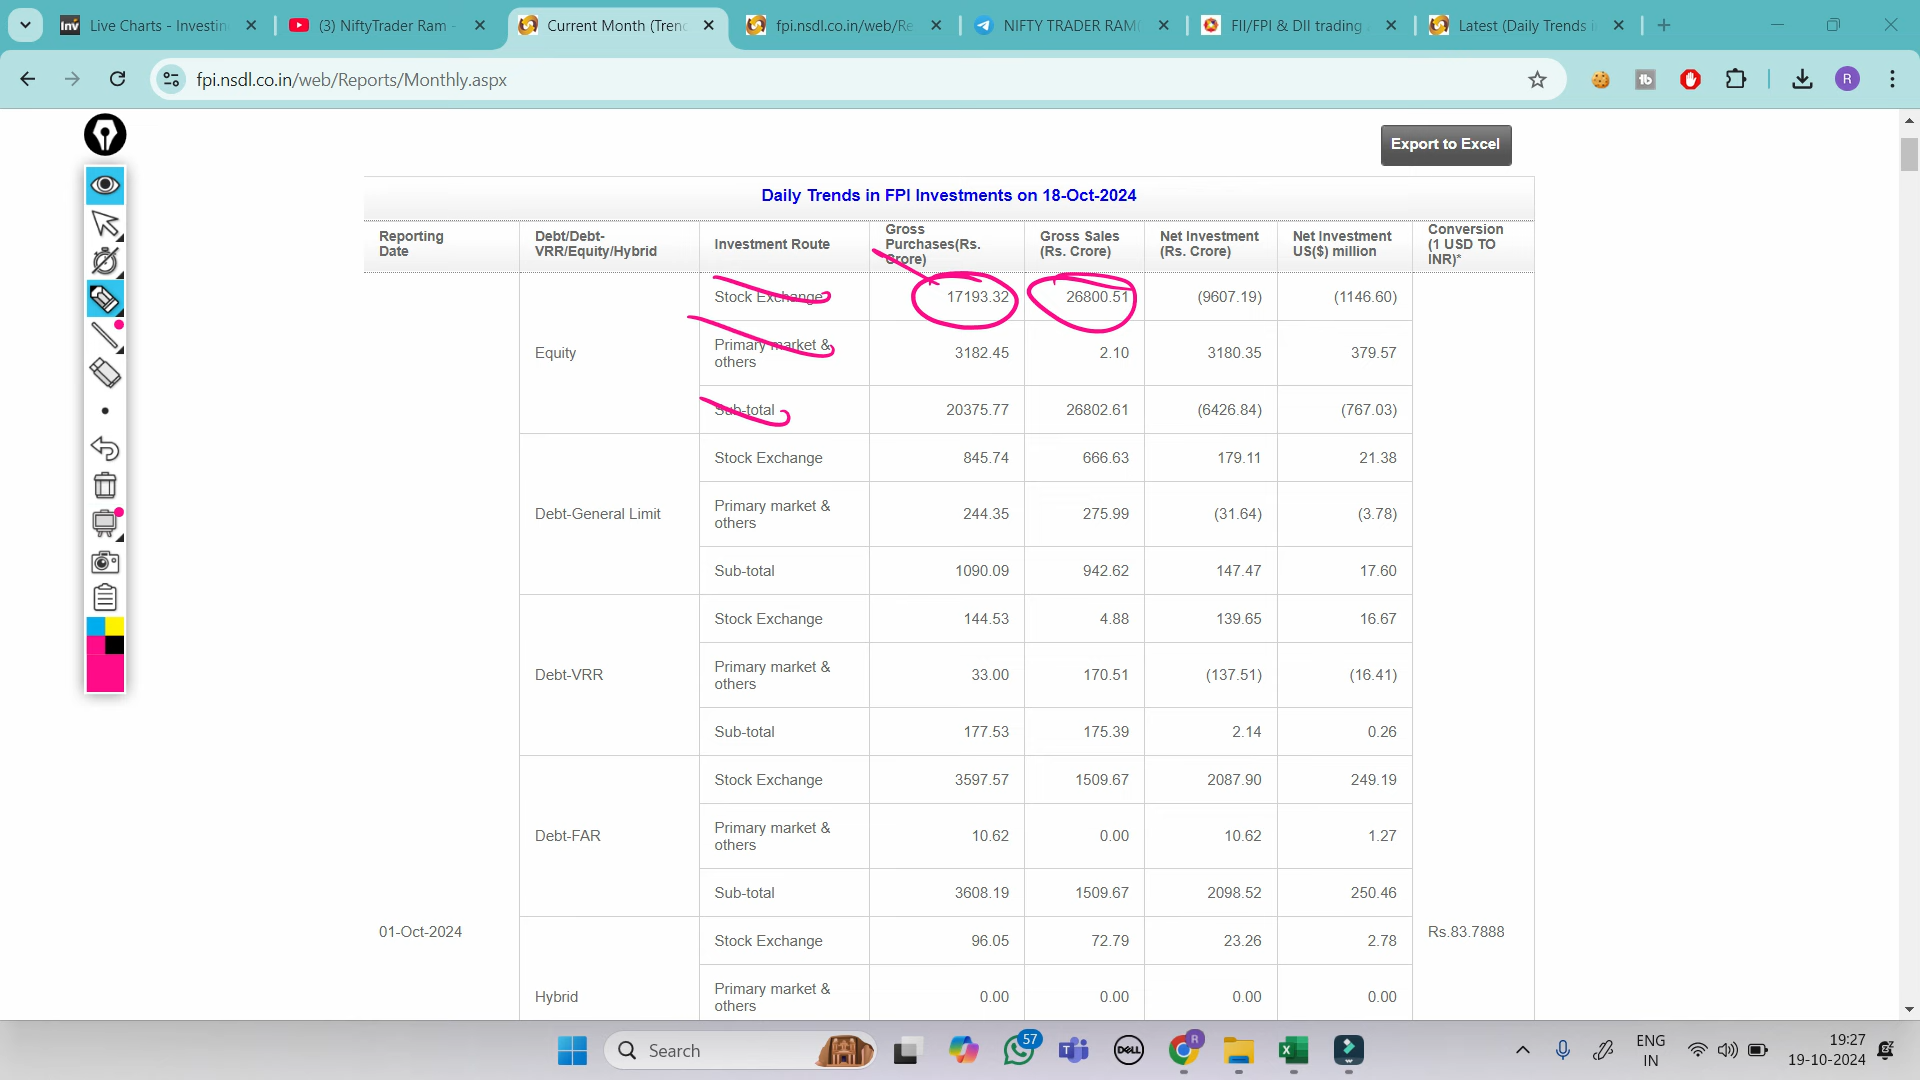 Live Charts - Investin
(3) NiftyTrader Ram -
Current Month (Tren
fpi.nsdl.co.in/web/Re
NIFTY TRADER RAM
FII/FPI & DII trading
Latest (Daily Trends i
fpi.nsdl.co.in/web/Reports/Monthly.aspx
Export to Excel
Daily Trends in FPI Investments on 18-Oct-2024
Reporting Date
Debt/Debt-VRR/Equity/Hybrid
Investment Route
Gross Purchases(Rs. Crore)
Gross Sales (Rs. Crore)
Net Investment (Rs. Crore)
Net Investment US($) million
Conversion (1 USD TO INR)*
Stock Exchange 17193.32 26800.51 (9607.19) (1146.60)
Equity Primary market & others 3182.45 2.10 3180.35 379.57
Sub-total 20375.77 26802.61 (6426.84) (767.03)
Stock Exchange 845.74 666.63 179.11 21.38
Debt-General Limit Primary market & others 244.35 275.99 (31.64) (3.78)
Sub-total 1090.09 942.62 147.47 17.60
Stock Exchange 144.53 4.88 139.65 16.67
Debt-VRR Primary market & others 33.00 170.51 (137.51) (16.41)
Sub-total 177.53 175.39 2.14 0.26
Stock Exchange 3597.57 1509.67 2087.90 249.19
Debt-FAR Primary market & others 10.62 0.00 10.62 1.27
Sub-total 3608.19 1509.67 2098.52 250.46
01-Oct-2024 Rs.83.7888
Stock Exchange 96.05 72.79 23.26 2.78
Hybrid Primary market & others 0.00 0.00 0.00 0.00
Search
57
DELL
ENG
IN
19:27
19-10-2024